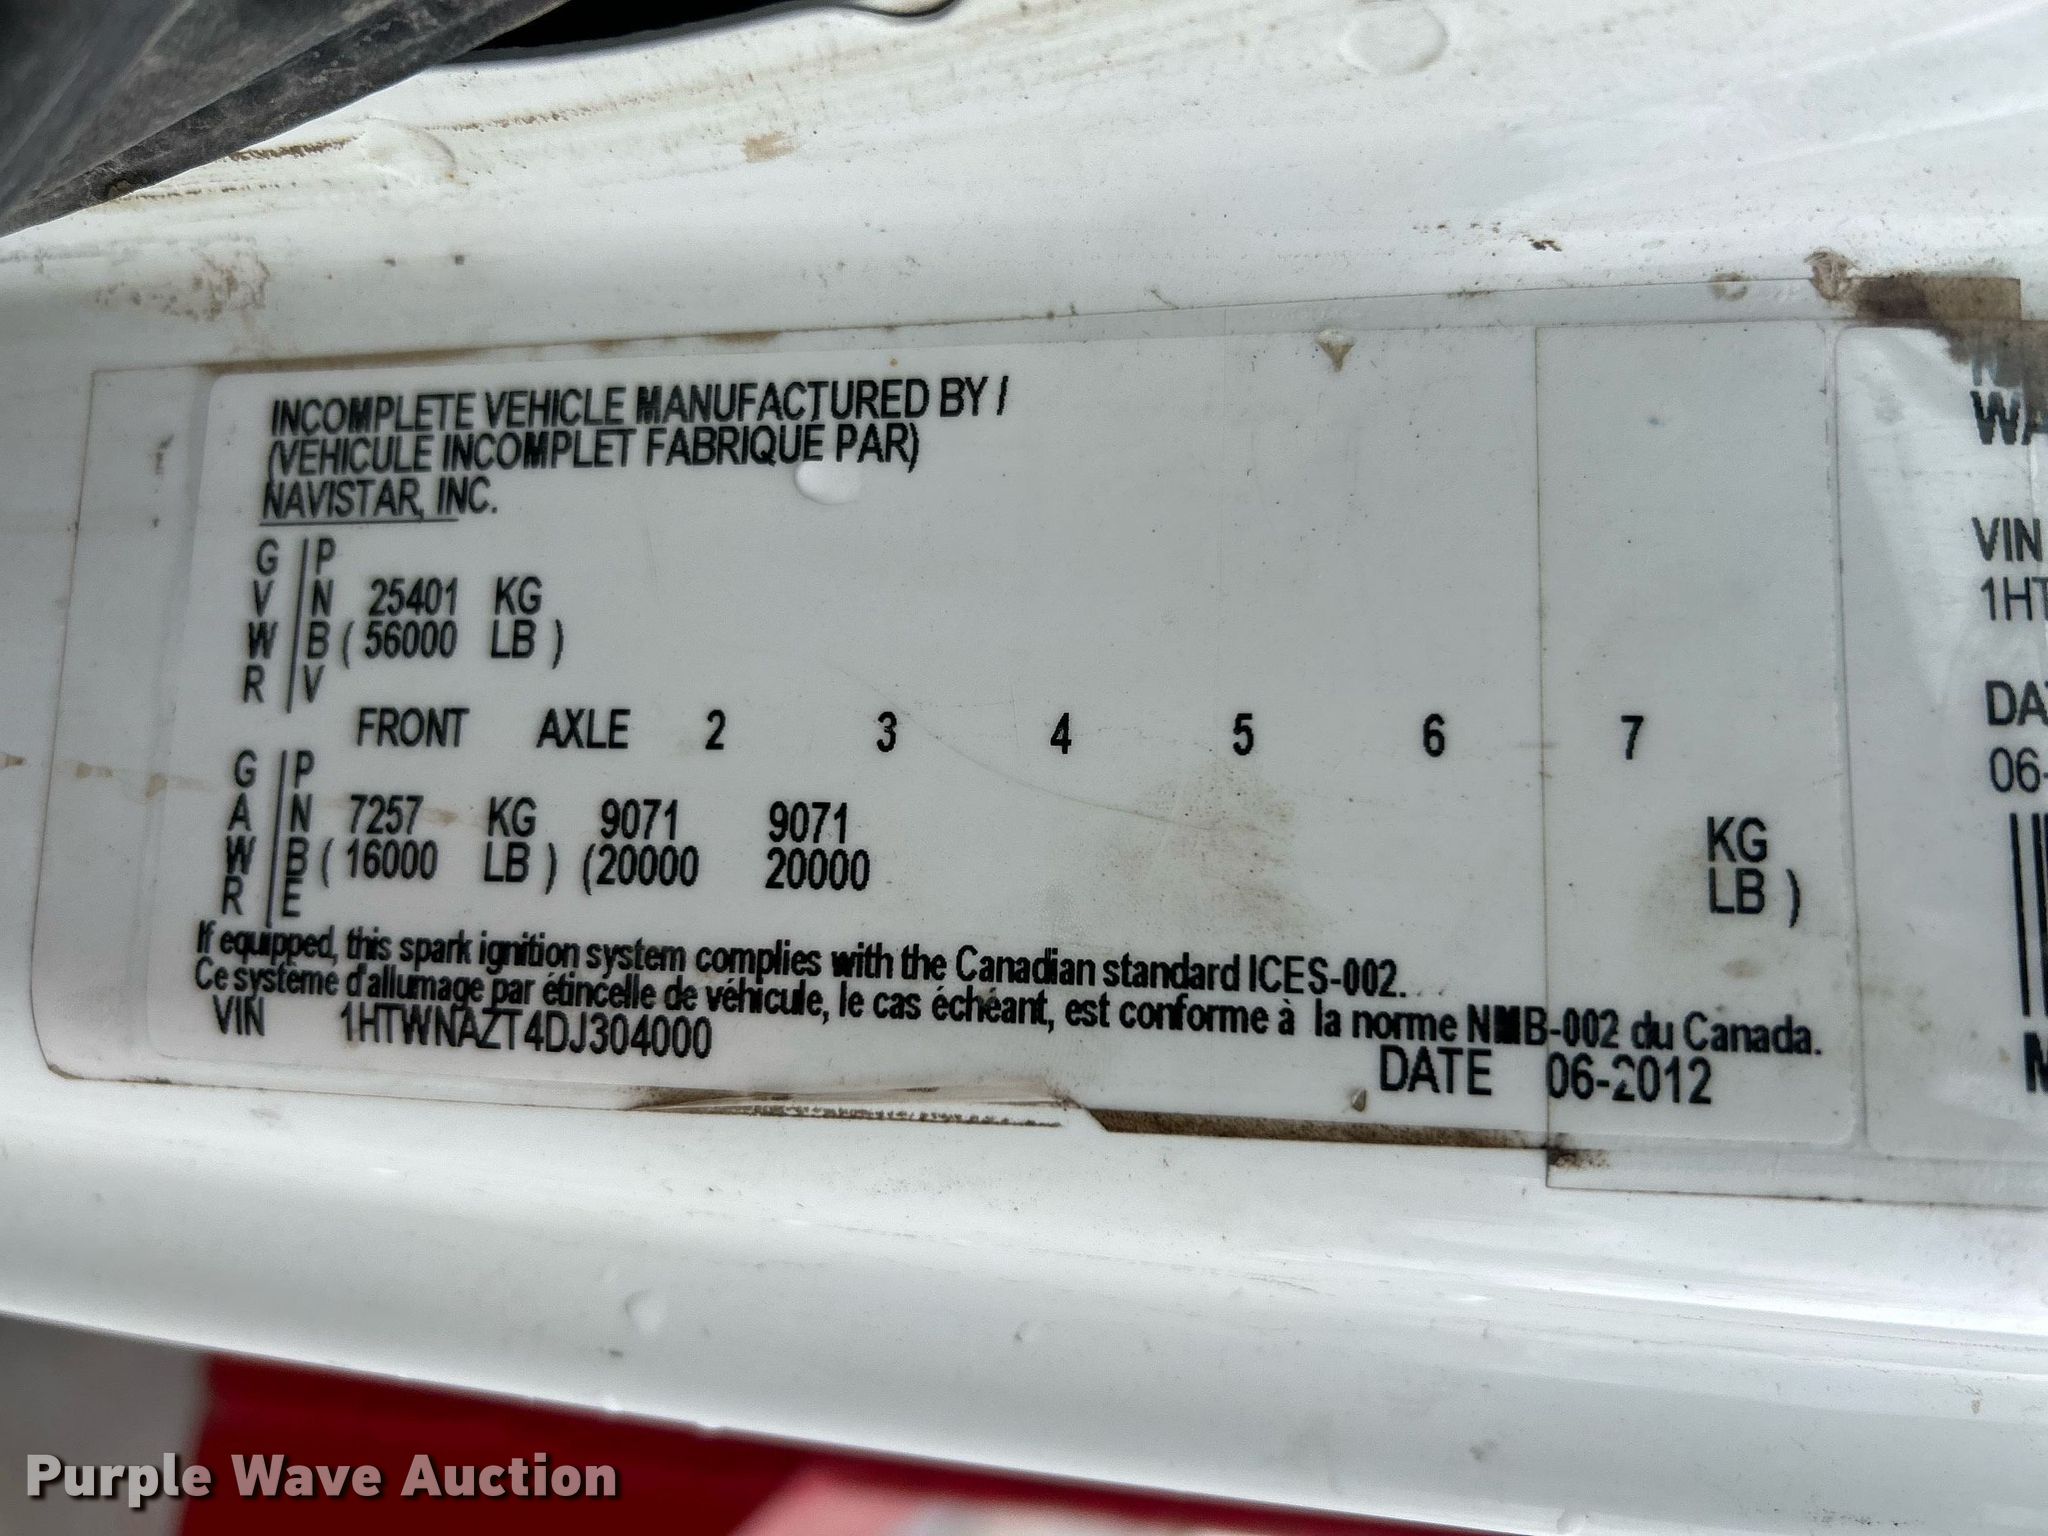 INCOMPLETE VEHICLE MANUFACTURED BY /
(VEHICULE INCOMPLET FABRIQUE PAR)
NAVISTAR, INC.
G / P
V / N 25401 KG
W / B ( 56000 LB )
R / V
FRONT AXLE 2 3 4 5 6 7
G / P
A / N 7257 KG 9071 9071 KG
W / B ( 16000 LB ) (20000 20000 LB )
R / E
If equipped, this spark ignition system complies with the Canadian standard ICES-002.
Ce système d'allumage par étincelle de véhicule, le cas échéant, est conforme à la norme NMB-002 du Canada.
VIN 1HTWNAZT4DJ304000
DATE 06-2012
WA
VIN
1HT
DA
06-
M
Purple Wave Auction